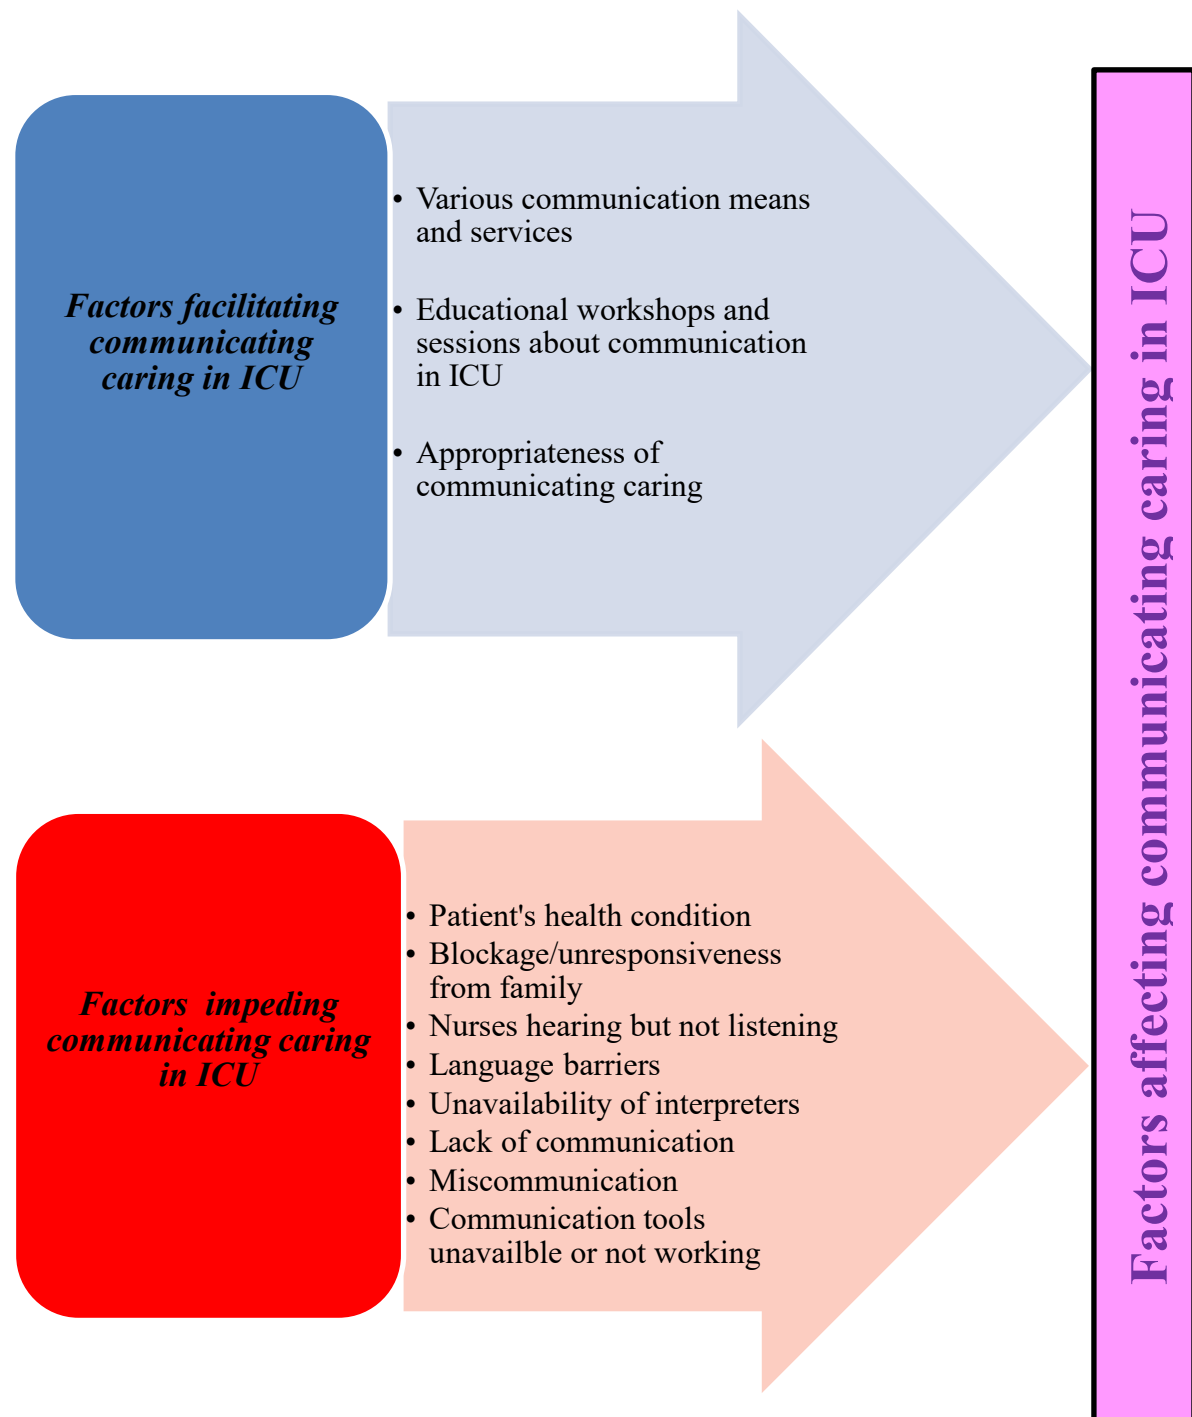 Factors facilitating
communicating
caring in ICU
• Various communication means
and services
• Educational workshops and
sessions about communication
in ICU
• Appropriateness of
communicating caring
Factors  impeding
communicating caring
in ICU
• Patient's health condition
• Blockage/unresponsiveness
from family
• Nurses hearing but not listening
• Language barriers
• Unavailability of interpreters
• Lack of communication
• Miscommunication
• Communication tools
unavailble or not working
Factors affecting communicating caring in ICU